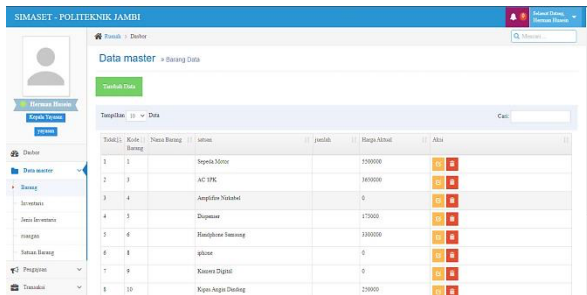 SIMASET - POLITEKNIK JAMBI
Selamat Datang,
Herman Husein
Rumah > Dasbor
Mencari ...
Data master » Barang Data
Tambah Data
Herman Husein
Kepala Yayasan
yayasan
Tampilkan 10 Data
Cari:
Dasbor
Data master
Barang
Inventaris
Jenis Inventaris
ruangan
Satuan Barang
Pengajuan
Transaksi
Kode Barang Nama Barang satuan jumlah Harga Aktual Aksi
1 1 Sepeda Motor 5500000
2 3 AC 1PK 3650000
3 4 Amplifire Nirkabel 0
4 5 Dispenser 175000
5 6 Handphone Samsung 3300000
6 8 iphone 0
7 9 Kamera Digital 0
8 10 Kipas Angin Dinding 250000